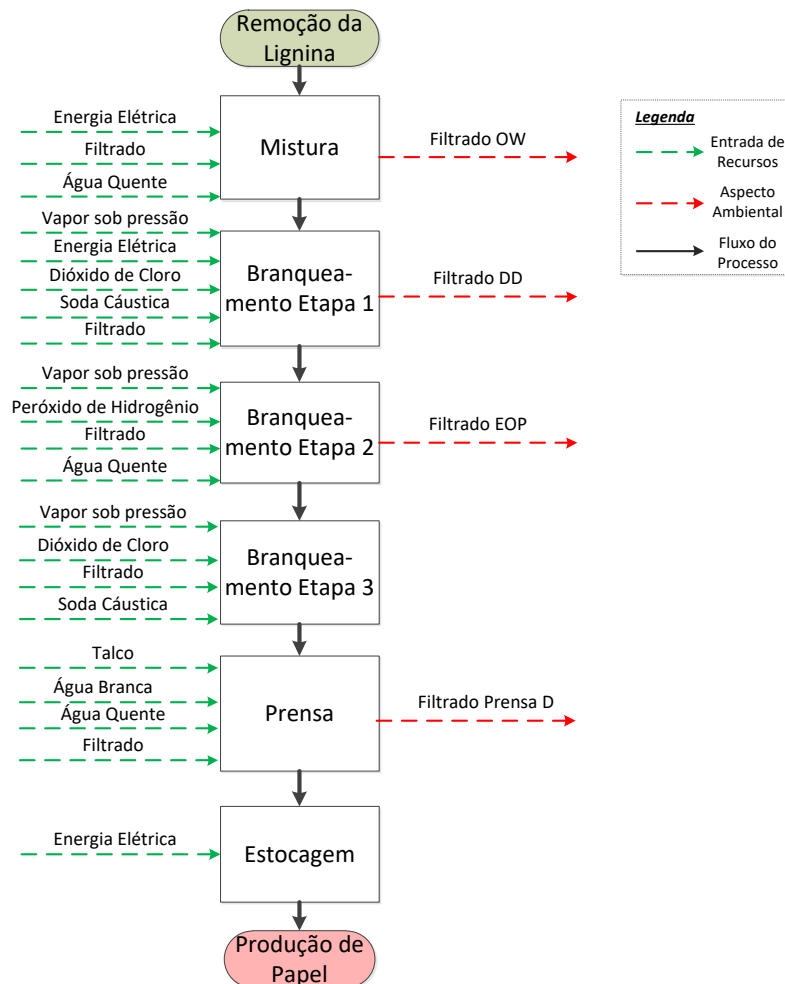 Remoção da
Lignina
Energia Elétrica
Filtrado
Água Quente
Mistura
Filtrado OW
Legenda
Entrada de
Recursos
Aspecto
Ambiental
Fluxo do
Processo
Vapor sob pressão
Energia Elétrica
Dióxido de Cloro
Soda Cáustica
Filtrado
Branquea-
mento Etapa 1
Filtrado DD
Vapor sob pressão
Peróxido de Hidrogênio
Filtrado
Água Quente
Branquea-
mento Etapa 2
Filtrado EOP
Vapor sob pressão
Dióxido de Cloro
Filtrado
Soda Cáustica
Branquea-
mento Etapa 3
Talco
Água Branca
Água Quente
Filtrado
Prensa
Filtrado Prensa D
Energia Elétrica
Estocagem
Produção de
Papel